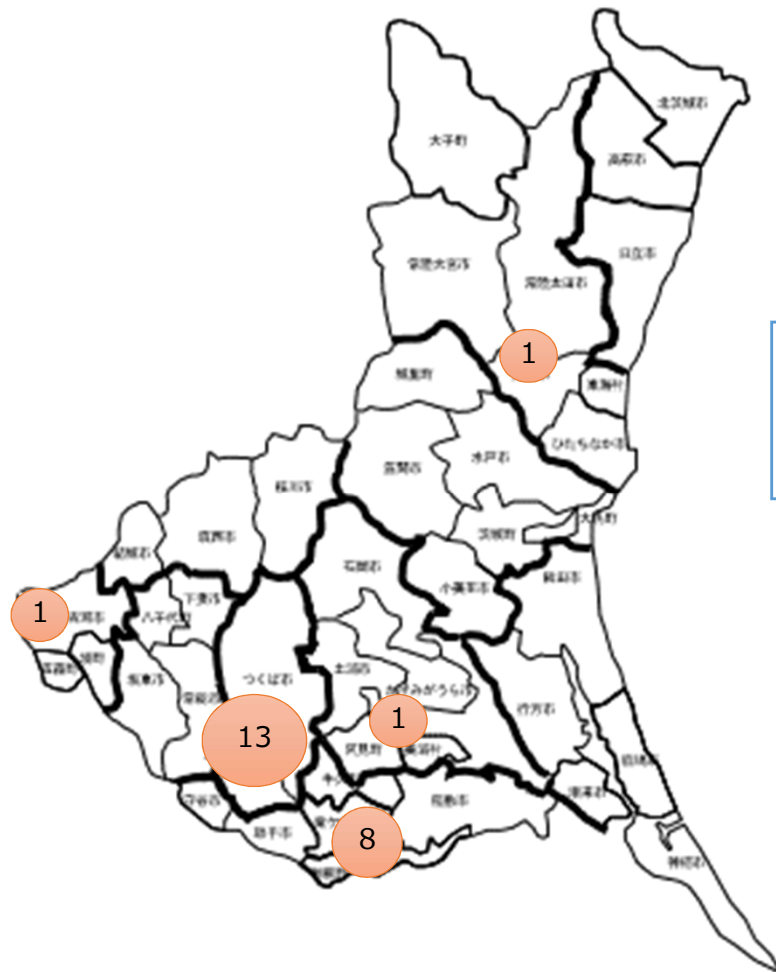 北茨城市
大子町
高萩市
日立市
常陸大宮市
常陸太田市
1
城里町
東海村
ひたちなか市
水戸市
笠間市
桜川市
茨城町
大洗町
筑西市
結城市
石岡市
小美玉市
鉾田市
下妻市
八千代町
1
古河市
境町
五霞町
坂東市
常総市
つくば市
土浦市
かすみがうら市
行方市
13
1
阿見町
美浦村
牛久
稲敷市
潮来市
守谷市
取手市
龍ケ
8
神栖市